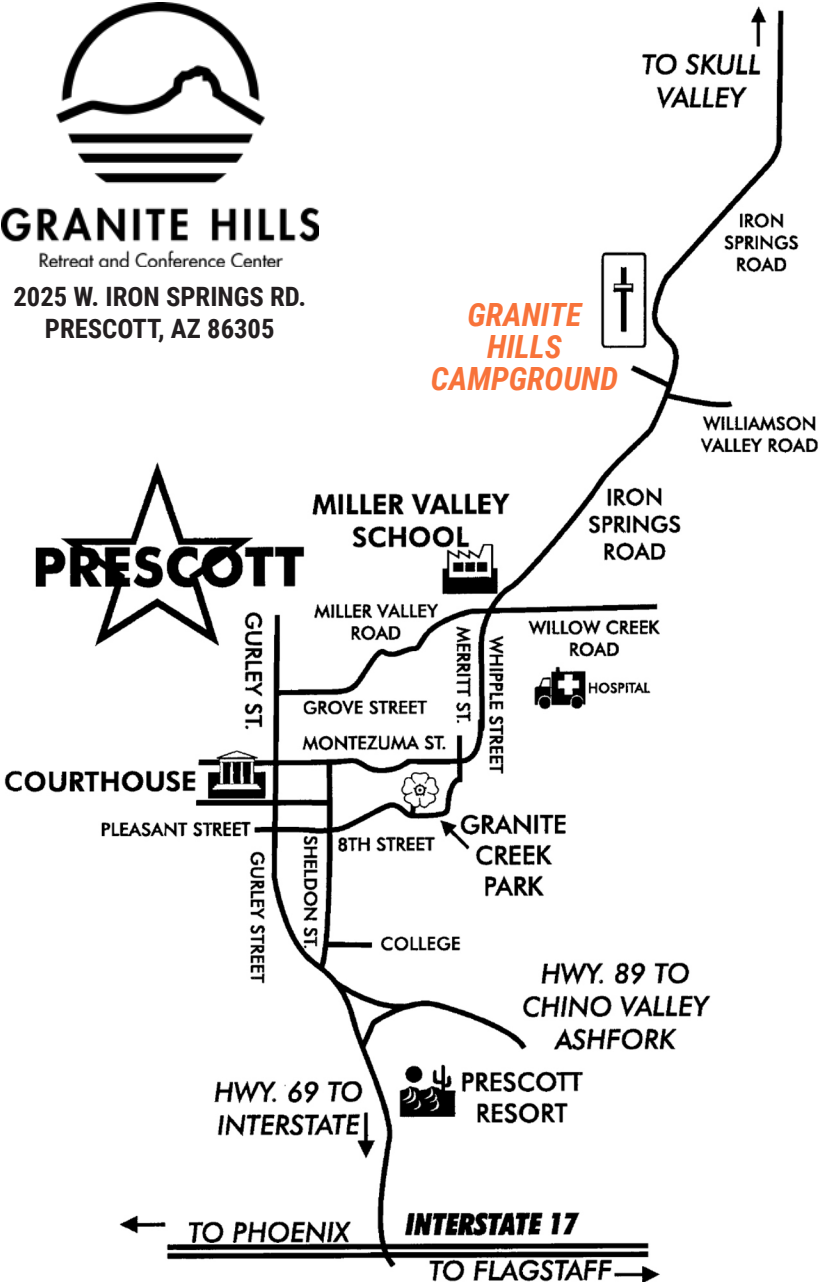 GRANITE HILLS
Retreat and Conference Center
2025 W. IRON SPRINGS RD.
PRESCOTT, AZ 86305
TO SKULL
VALLEY
IRON
SPRINGS
ROAD
GRANITE
HILLS
CAMPGROUND
WILLIAMSON
VALLEY ROAD
IRON
SPRINGS
ROAD
MILLER VALLEY
SCHOOL
PRESCOTT
MILLER VALLEY
ROAD
WILLOW CREEK
ROAD
HOSPITAL
GURLEY ST.
MERRITT ST.
WHIPPLE STREET
GROVE STREET
MONTEZUMA ST.
COURTHOUSE
PLEASANT STREET
8TH STREET
GRANITE
CREEK
PARK
SHELDON ST.
GURLEY STREET
COLLEGE
HWY. 89 TO
CHINO VALLEY
ASHFORK
PRESCOTT
RESORT
HWY. 69 TO
INTERSTATE
TO PHOENIX
INTERSTATE 17
TO FLAGSTAFF